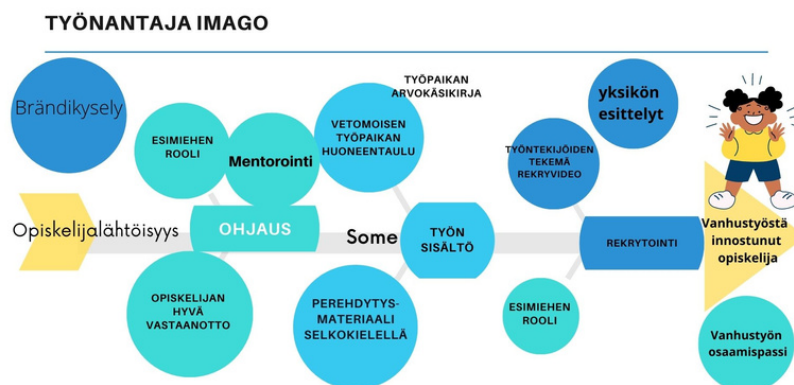 TYÖNANTAJA IMAGO
Brändikysely
ESIMIEHEN
ROOLI
Mentorointi
VETOMOISEN
TYÖPAIKAN
HUONEENTAULU
TYÖPAIKAN
ARVOKÄSIKIRJA
TYÖNTEKIJÖIDEN
TEKEMÄ
REKRYVIDEO
yksikön
esittelyt
Opiskelijalähtöisyys
OHJAUS
Some
TYÖN
SISÄLTÖ
REKRYTOINTI
Vanhustyöstä
innostunut
opiskelija
OPISKELIJAN
HYVÄ
VASTAANOTTO
PEREHDYTYS-
MATERIAALI
SELKOKIELELLÄ
ESIMIEHEN
ROOLI
Vanhustyön
osaamispassi